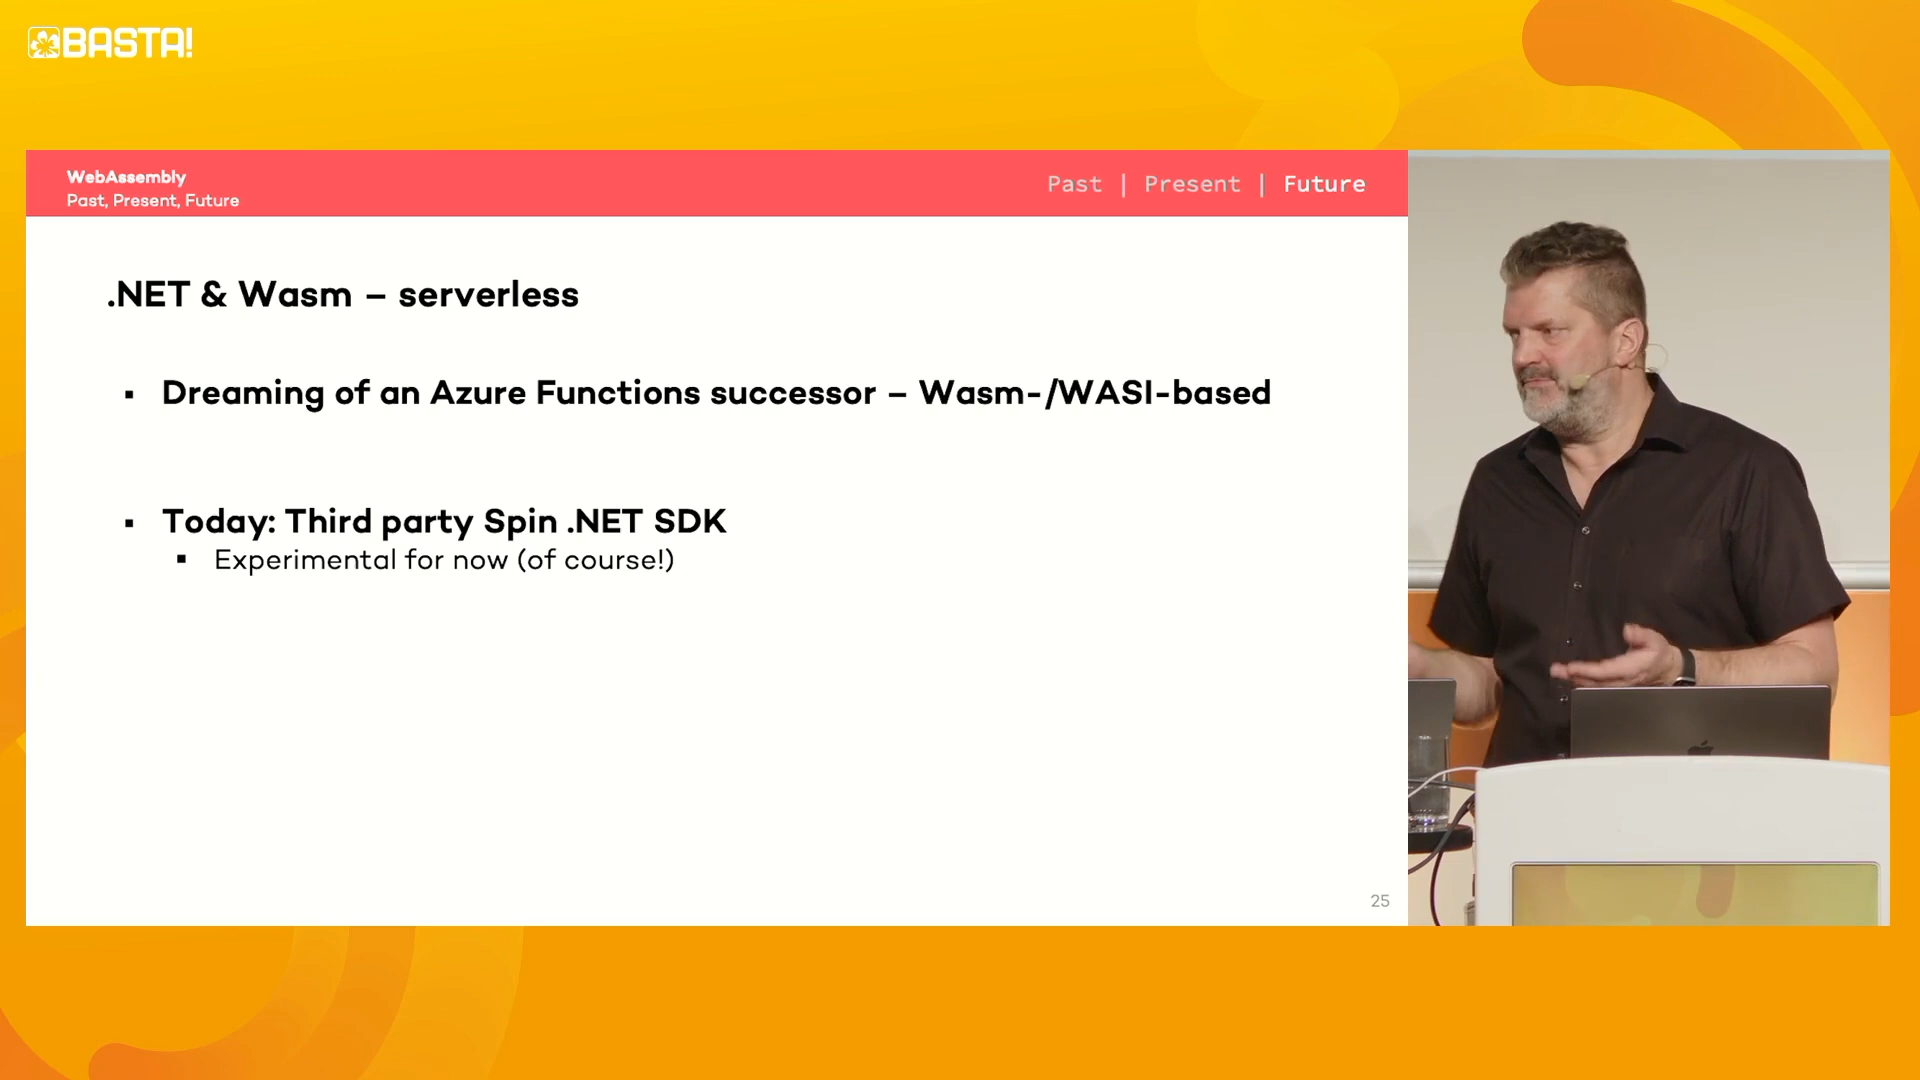 BASTA!
WebAssembly
Past, Present, Future
Past | Present | Future
.NET & Wasm – serverless
▪ Dreaming of an Azure Functions successor – Wasm-/WASI-based
▪ Today: Third party Spin .NET SDK
▪ Experimental for now (of course!)
25